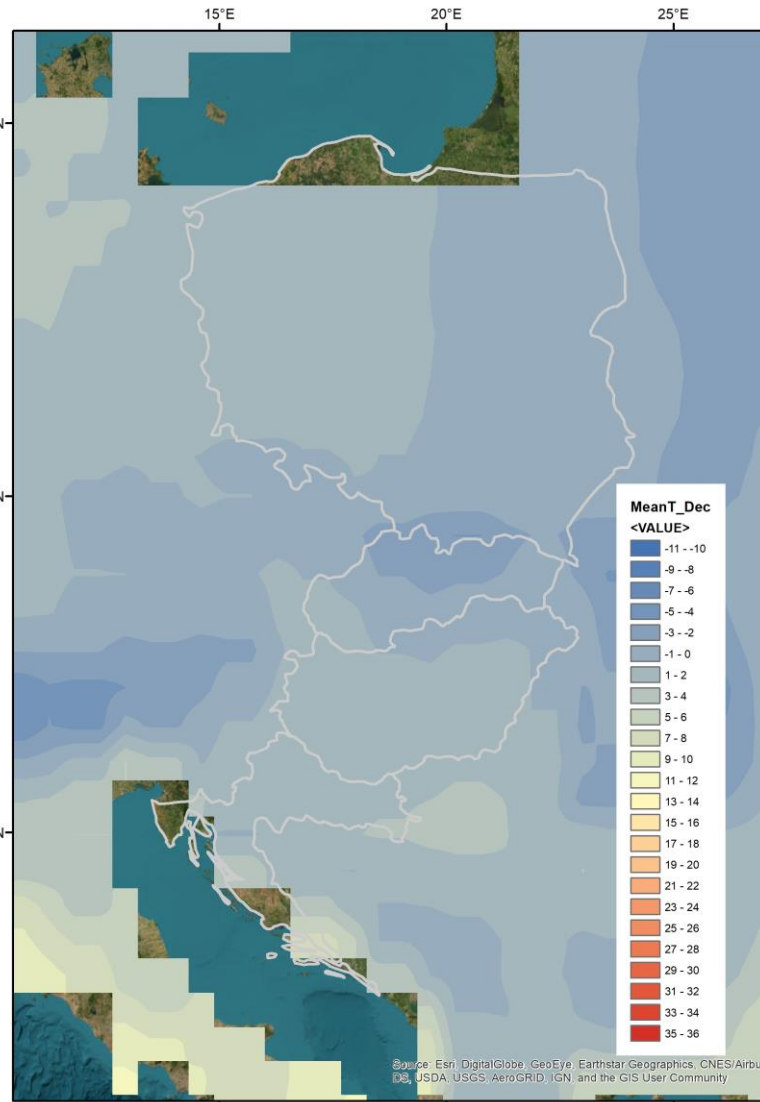 15°E 20°E 25°E
N
N
N
MeanT_Dec
<VALUE>
-11 - -10
-9 - -8
-7 - -6
-5 - -4
-3 - -2
-1 - 0
1 - 2
3 - 4
5 - 6
7 - 8
9 - 10
11 - 12
13 - 14
15 - 16
17 - 18
19 - 20
21 - 22
23 - 24
25 - 26
27 - 28
29 - 30
31 - 32
33 - 34
35 - 36
Source: Esri, DigitalGlobe, GeoEye, Earthstar Geographics, CNES/Airbu
DS, USDA, USGS, AeroGRID, IGN, and the GIS User Community